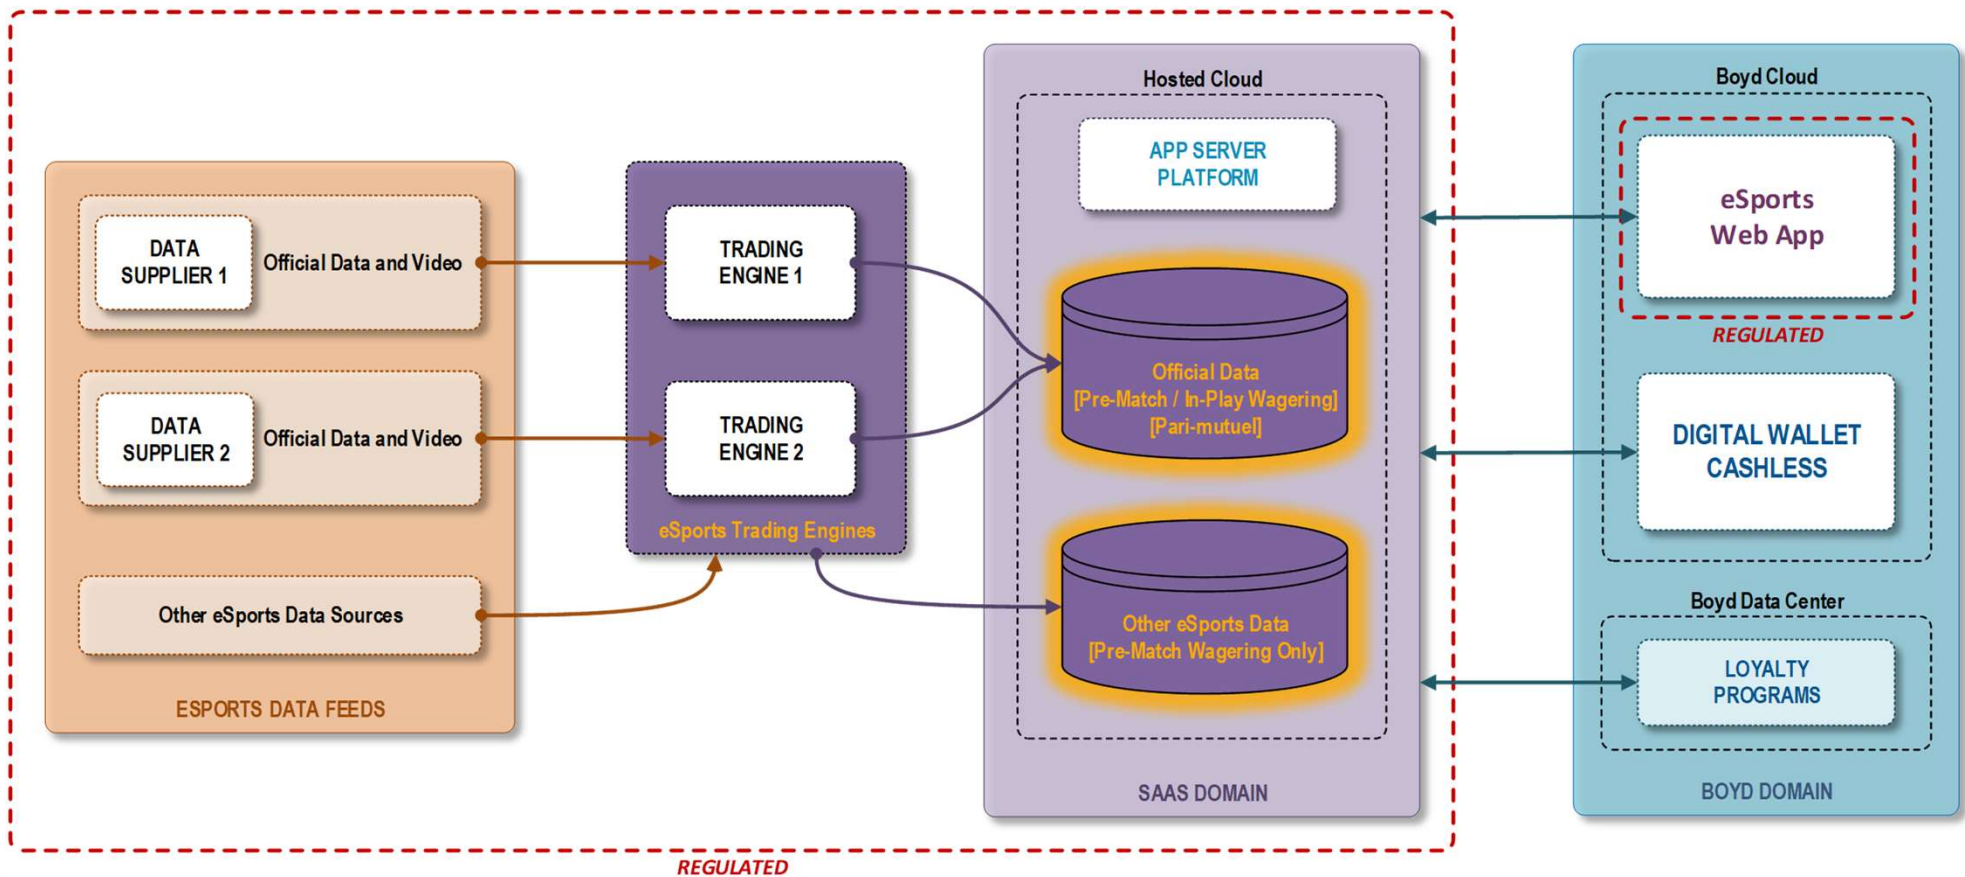 DATA
SUPPLIER 1
Official Data and Video
DATA
SUPPLIER 2
Official Data and Video
Other eSports Data Sources
ESPORTS DATA FEEDS
TRADING
ENGINE 1
TRADING
ENGINE 2
eSports Trading Engines
Hosted Cloud
APP SERVER
PLATFORM
Official Data
[Pre-Match / In-Play Wagering]
[Pari-mutuel]
Other eSports Data
[Pre-Match Wagering Only]
SAAS DOMAIN
REGULATED
Boyd Cloud
eSports
Web App
REGULATED
DIGITAL WALLET
CASHLESS
Boyd Data Center
LOYALTY
PROGRAMS
BOYD DOMAIN